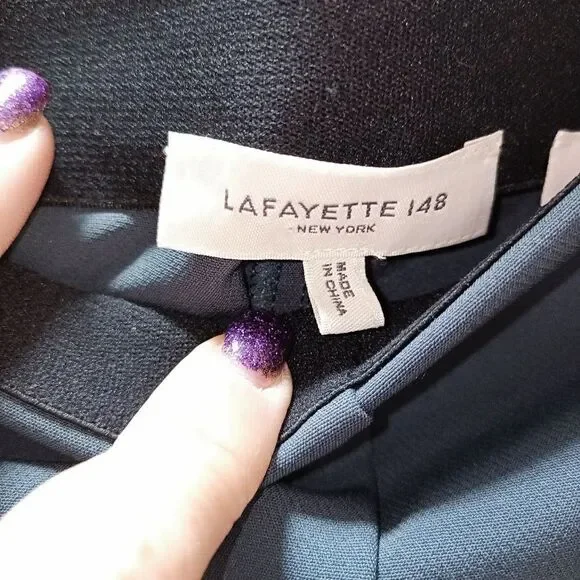 LAFAYETTE 148
- NEW YORK
MADE
IN CHINA